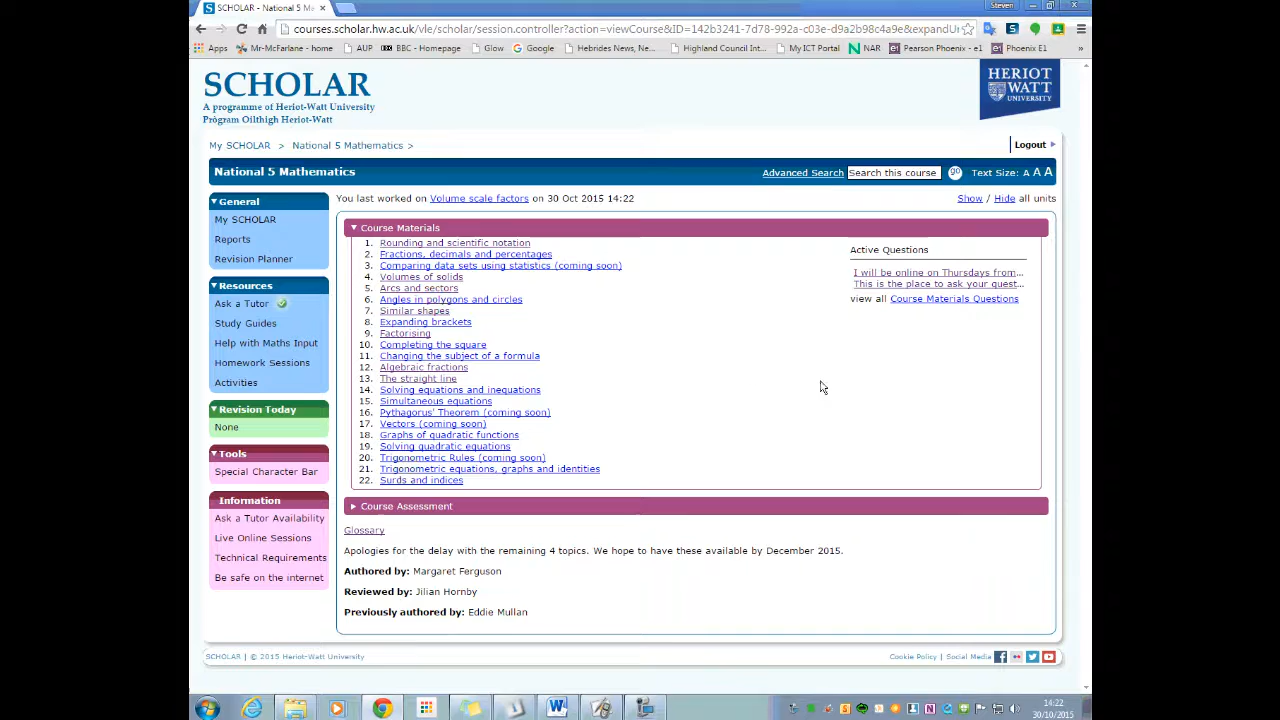 Steven
SCHOLAR - National 5 Ma
courses.scholar.hw.ac.uk/vle/scholar/session.controller?action=viewCourse&ID=142b3241-7d78-992a-c03e-d9a2b98c4a9e&expandUn
Apps Mr-McFarlane - home AUP BBC - Homepage Glow Google Hebrides News, Ne... Highland Council Int... My ICT Portal NAR Pearson Phoenix - e1 Phoenix E1 »
SCHOLAR
A programme of Heriot-Watt University
Prògram Oilthigh Heriot-Watt
HERIOT
WATT
UNIVERSITY
My SCHOLAR > National 5 Mathematics >
Logout
National 5 Mathematics
Advanced Search Search this course go Text Size: A A A
General
My SCHOLAR
Reports
Revision Planner
Resources
Ask a Tutor
Study Guides
Help with Maths Input
Homework Sessions
Activities
Revision Today
None
Tools
Special Character Bar
Information
Ask a Tutor Availability
Live Online Sessions
Technical Requirements
Be safe on the internet
You last worked on Volume scale factors on 30 Oct 2015 14:22
Show / Hide all units
Course Materials
1. Rounding and scientific notation
2. Fractions, decimals and percentages
3. Comparing data sets using statistics (coming soon)
4. Volumes of solids
5. Arcs and sectors
6. Angles in polygons and circles
7. Similar shapes
8. Expanding brackets
9. Factorising
10. Completing the square
11. Changing the subject of a formula
12. Algebraic fractions
13. The straight line
14. Solving equations and inequations
15. Simultaneous equations
16. Pythagorus' Theorem (coming soon)
17. Vectors (coming soon)
18. Graphs of quadratic functions
19. Solving quadratic equations
20. Trigonometric Rules (coming soon)
21. Trigonometric equations, graphs and identities
22. Surds and indices
Active Questions
I will be online on Thursdays from...
This is the place to ask your quest...
view all Course Materials Questions
Course Assessment
Glossary
Apologies for the delay with the remaining 4 topics. We hope to have these available by December 2015.
Authored by: Margaret Ferguson
Reviewed by: Jilian Hornby
Previously authored by: Eddie Mullan
SCHOLAR | © 2015 Heriot-Watt University
Cookie Policy | Social Media
14:22
30/10/2015